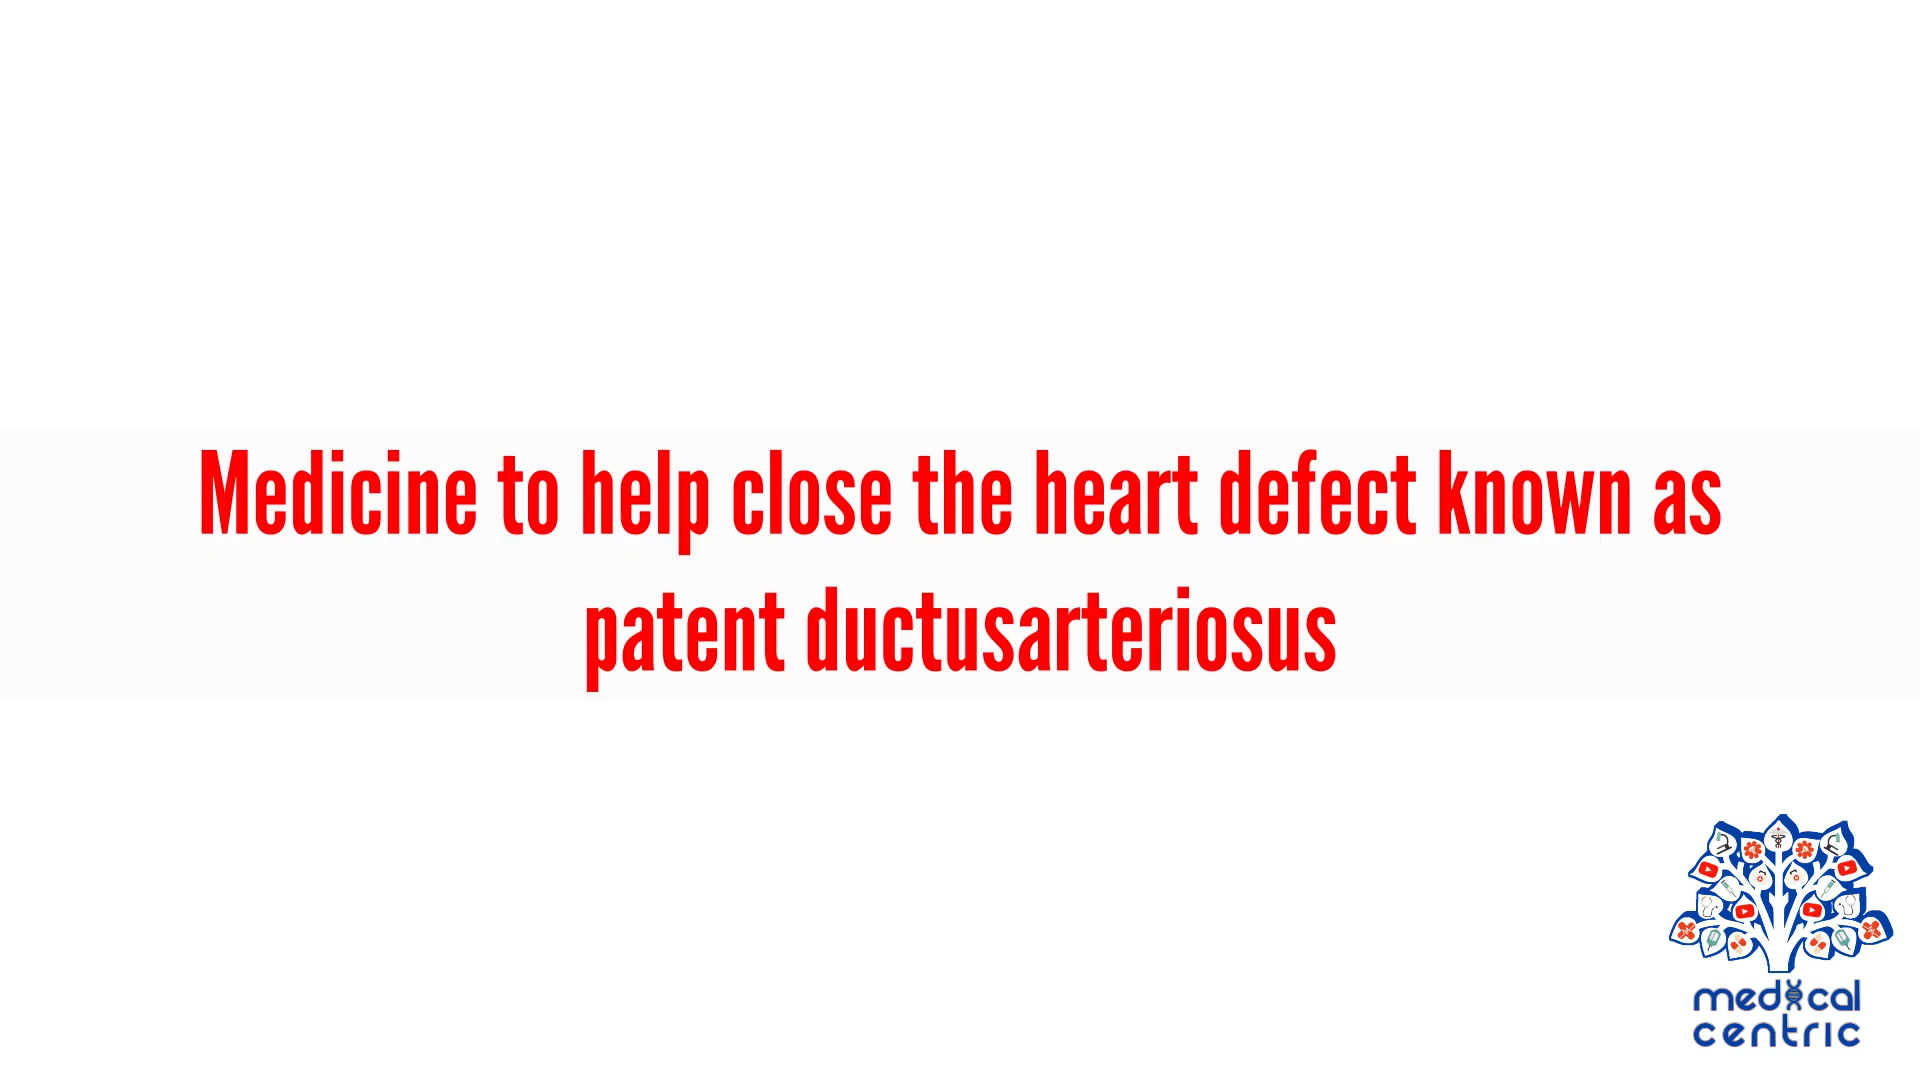 Medicine to help close the heart defect known as
patent ductusarteriosus
medical
centric